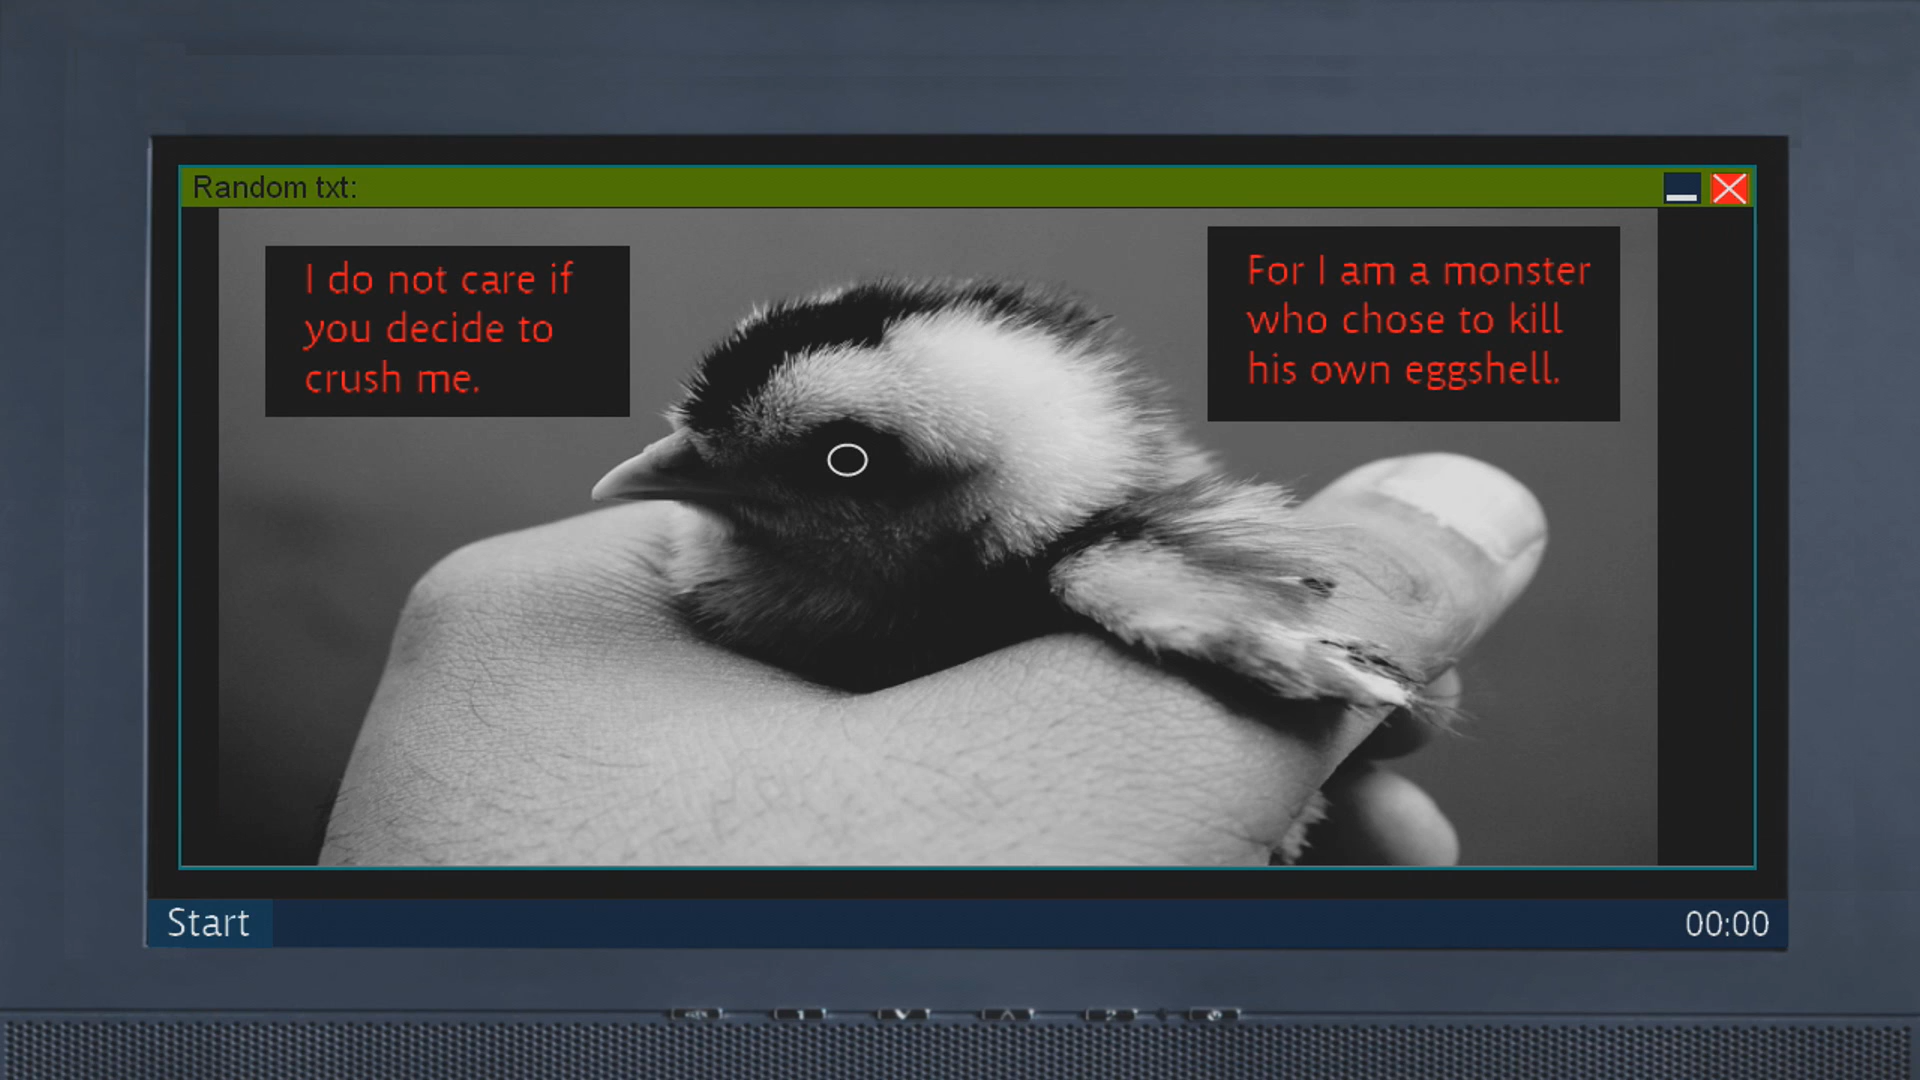 Random txt:
I do not care if
you decide to
crush me.
For I am a monster
who chose to kill
his own eggshell.
Start
00:00